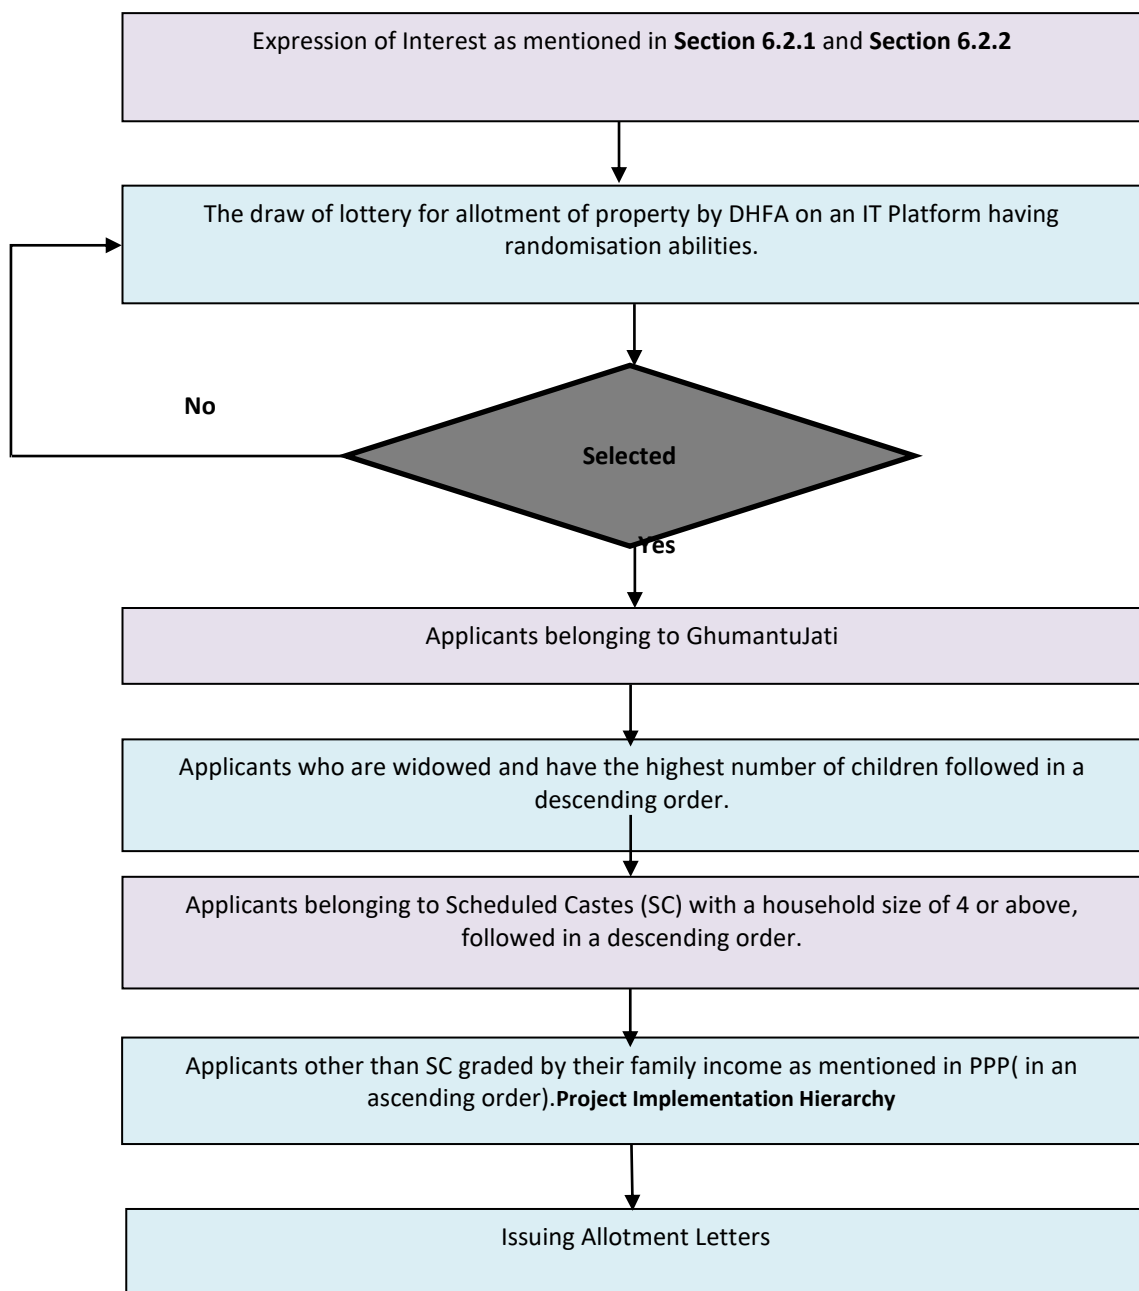 Expression of Interest as mentioned in Section 6.2.1 and Section 6.2.2
The draw of lottery for allotment of property by DHFA on an IT Platform having
randomisation abilities.
No
Selected
Yes
Applicants belonging to GhumantuJati
Applicants who are widowed and have the highest number of children followed in a
descending order.
Applicants belonging to Scheduled Castes (SC) with a household size of 4 or above,
followed in a descending order.
Applicants other than SC graded by their family income as mentioned in PPP( in an
ascending order).Project Implementation Hierarchy
Issuing Allotment Letters